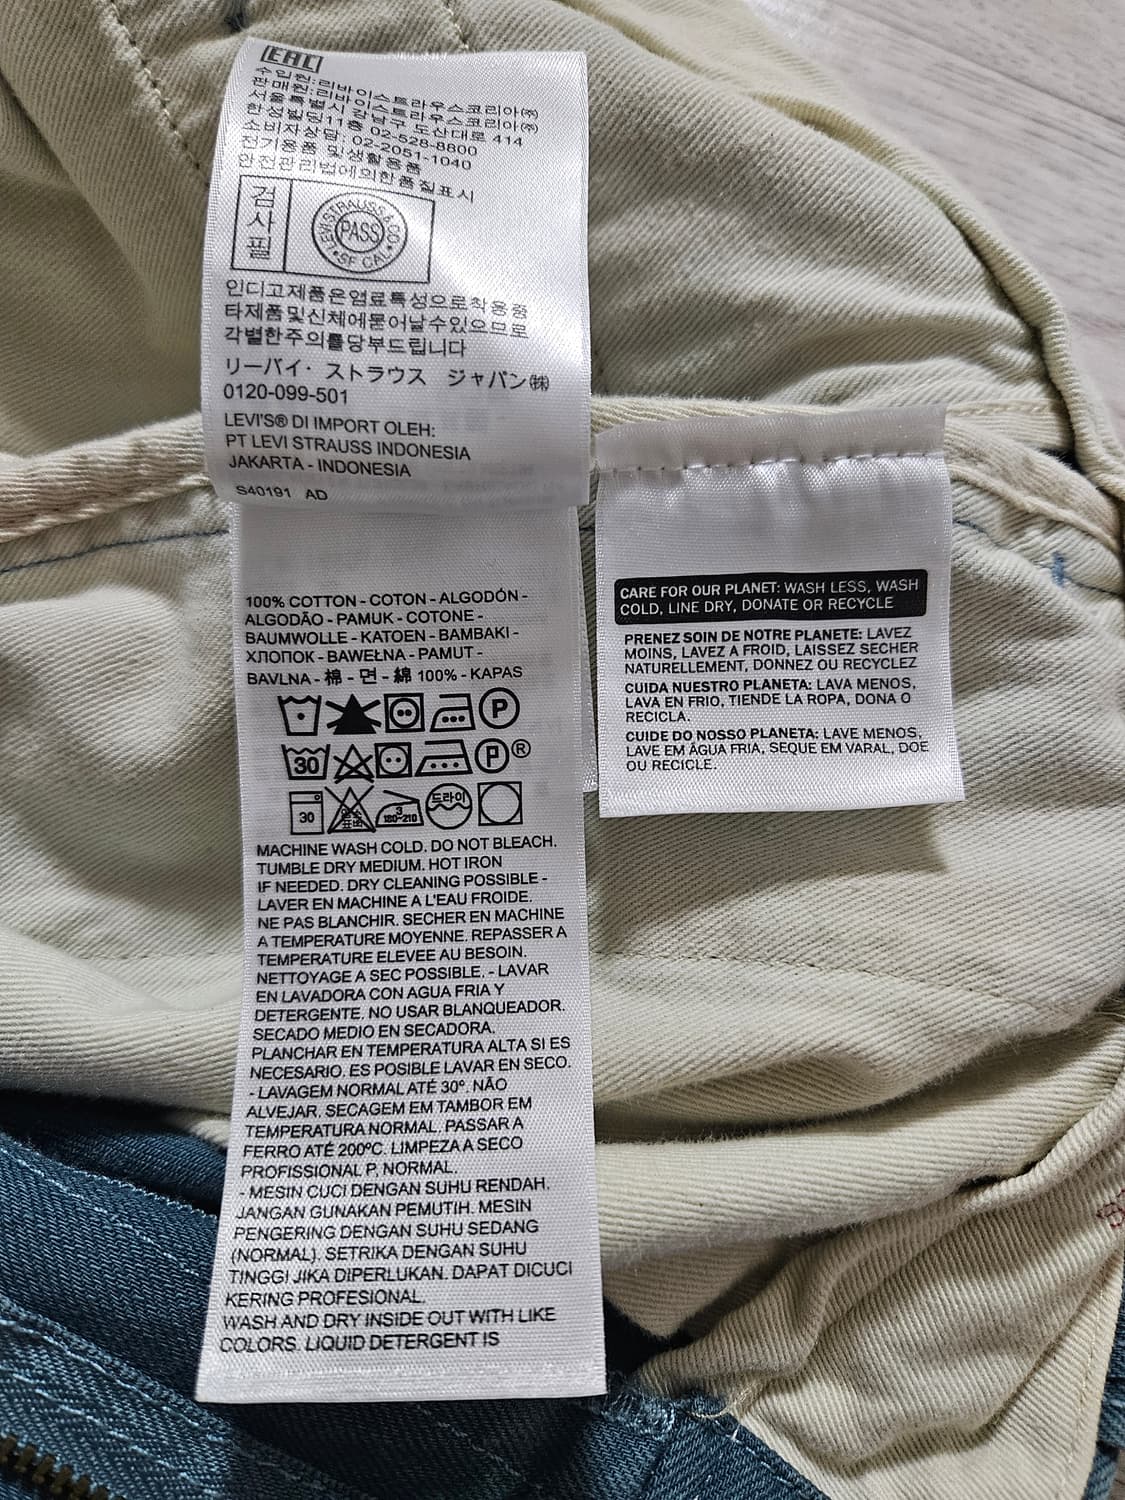 EAC
수입원:리바이스트라우스코리아㈜
판매원:리바이스트라우스코리아㈜
서울특별시 강남구 도산대로 414
한성빌딩11층 02-528-8800
소비자상담: 02-2051-1040
전기용품 및생활용품
안전관리법에의한품질표시
검사필
LEVI STRAUSS & CO
PASS
SF CAL
인디고제품은염료특성으로착용중
타제품및신체에묻어날수있으므로
각별한주의를당부드립니다
リーバイ・ストラウス ジャパン㈱
0120-099-501
LEVI'S® DI IMPORT OLEH:
PT LEVI STRAUSS INDONESIA
JAKARTA - INDONESIA
S40191 AD
100% COTTON - COTON - ALGODÓN -
ALGODÃO - PAMUK - COTONE -
BAUMWOLLE - KATOEN - BAMBAKI -
ХЛОПОК - BAWEŁNA - PAMUT -
BAVLNA - 棉 - 면 - 綿 100% - KAPAS
P
30 P®
30 염소표백 3 180~210 드라이
MACHINE WASH COLD. DO NOT BLEACH.
TUMBLE DRY MEDIUM. HOT IRON
IF NEEDED. DRY CLEANING POSSIBLE -
LAVER EN MACHINE A L'EAU FROIDE.
NE PAS BLANCHIR. SECHER EN MACHINE
A TEMPERATURE MOYENNE. REPASSER A
TEMPERATURE ELEVEE AU BESOIN.
NETTOYAGE A SEC POSSIBLE. - LAVAR
EN LAVADORA CON AGUA FRIA Y
DETERGENTE. NO USAR BLANQUEADOR.
SECADO MEDIO EN SECADORA.
PLANCHAR EN TEMPERATURA ALTA SI ES
NECESARIO. ES POSIBLE LAVAR EN SECO.
- LAVAGEM NORMAL ATÉ 30º. NÃO
ALVEJAR. SECAGEM EM TAMBOR EM
TEMPERATURA NORMAL. PASSAR A
FERRO ATÉ 200ºC. LIMPEZA A SECO
PROFISSIONAL P, NORMAL.
- MESIN CUCI DENGAN SUHU RENDAH.
JANGAN GUNAKAN PEMUTIH. MESIN
PENGERING DENGAN SUHU SEDANG
(NORMAL). SETRIKA DENGAN SUHU
TINGGI JIKA DIPERLUKAN. DAPAT DICUCI
KERING PROFESIONAL.
WASH AND DRY INSIDE OUT WITH LIKE
COLORS. LIQUID DETERGENT IS
CARE FOR OUR PLANET: WASH LESS, WASH
COLD, LINE DRY, DONATE OR RECYCLE
PRENEZ SOIN DE NOTRE PLANETE: LAVEZ
MOINS, LAVEZ A FROID, LAISSEZ SECHER
NATURELLEMENT, DONNEZ OU RECYCLEZ
CUIDA NUESTRO PLANETA: LAVA MENOS,
LAVA EN FRIO, TIENDE LA ROPA, DONA O
RECICLA.
CUIDE DO NOSSO PLANETA: LAVE MENOS,
LAVE EM ÁGUA FRIA, SEQUE EM VARAL, DOE
OU RECICLE.